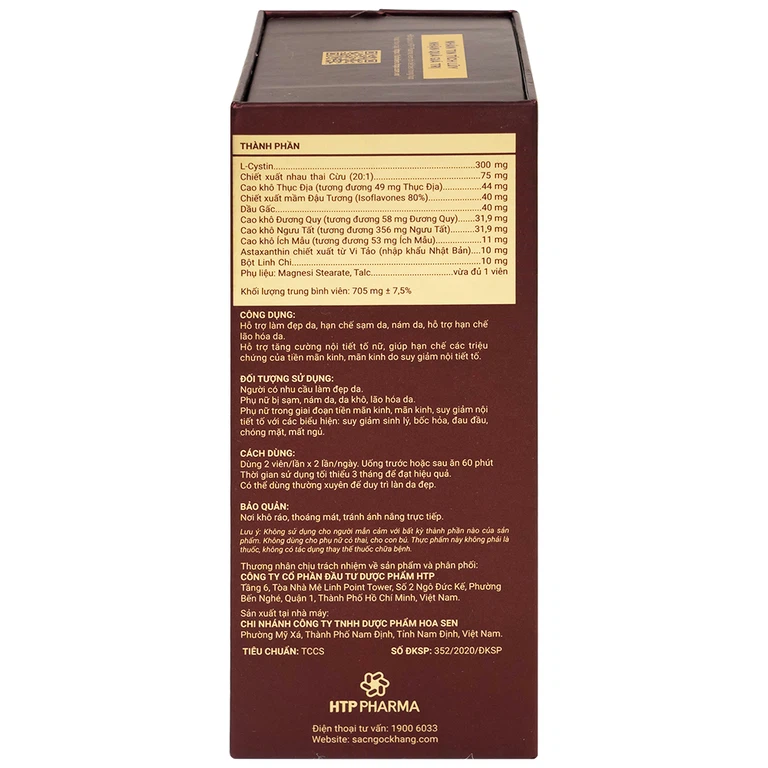 NHẮN TIN TÍCH LŨY
NHẬN QUÀ GIÁ TRỊ
THÀNH PHẦN
L-Cystin...300 mg
Chiết xuất nhau thai Cừu (20:1)...75 mg
Cao khô Thục Địa (tương đương 49 mg Thục Địa)...44 mg
Chiết xuất mầm Đậu Tương (Isoflavones 80%)...40 mg
Dầu Gấc...40 mg
Cao khô Đương Quy (tương đương 58 mg Đương Quy)...31,9 mg
Cao khô Ngưu Tất (tương đương 356 mg Ngưu Tất)...31,9 mg
Cao khô Ích Mẫu (tương đương 53 mg Ích Mẫu)...11 mg
Astaxanthin chiết xuất từ Vi Tảo (nhập khẩu Nhật Bản)...10 mg
Bột Linh Chi...10 mg
Phụ liệu: Magnesi Stearate, Talc...vừa đủ 1 viên
Khối lượng trung bình viên: 705 mg ± 7,5%
CÔNG DỤNG:
Hỗ trợ làm đẹp da, hạn chế sạm da, nám da, hỗ trợ hạn chế
lão hóa da.
Hỗ trợ tăng cường nội tiết tố nữ, giúp hạn chế các triệu
chứng của tiền mãn kinh, mãn kinh do suy giảm nội tiết tố.
ĐỐI TƯỢNG SỬ DỤNG:
Người có nhu cầu làm đẹp da.
Phụ nữ bị sạm, nám da, da khô, lão hóa da.
Phụ nữ trong giai đoạn tiền mãn kinh, mãn kinh, suy giảm nội
tiết tố với các biểu hiện: suy giảm sinh lý, bốc hỏa, đau đầu,
chóng mặt, mất ngủ.
CÁCH DÙNG:
Dùng 2 viên/lần x 2 lần/ngày. Uống trước hoặc sau ăn 60 phút
Thời gian sử dụng tối thiểu 3 tháng để đạt hiệu quả.
Có thể dùng thường xuyên để duy trì làn da đẹp.
BẢO QUẢN:
Nơi khô ráo, thoáng mát, tránh ánh nắng trực tiếp.
Lưu ý: Không sử dụng cho người mẫn cảm với bất kỳ thành phần nào của sản
phẩm. Không dùng cho phụ nữ có thai, cho con bú. Thực phẩm này không phải là
thuốc, không có tác dụng thay thế thuốc chữa bệnh.
Thương nhân chịu trách nhiệm về sản phẩm và phân phối:
CÔNG TY CỔ PHẦN ĐẦU TƯ DƯỢC PHẨM HTP
Tầng 6, Tòa Nhà Mê Linh Point Tower, Số 2 Ngô Đức Kế, Phường
Bến Nghé, Quận 1, Thành Phố Hồ Chí Minh, Việt Nam.
Sản xuất tại nhà máy:
CHI NHÁNH CÔNG TY TNHH DƯỢC PHẨM HOA SEN
Phường Mỹ Xá, Thành Phố Nam Định, Tỉnh Nam Định, Việt Nam.
TIÊU CHUẨN: TCCS SỐ ĐKSP: 352/2020/ĐKSP
HTP PHARMA
Điện thoại tư vấn: 1900 6033
Website: sacngockhang.com